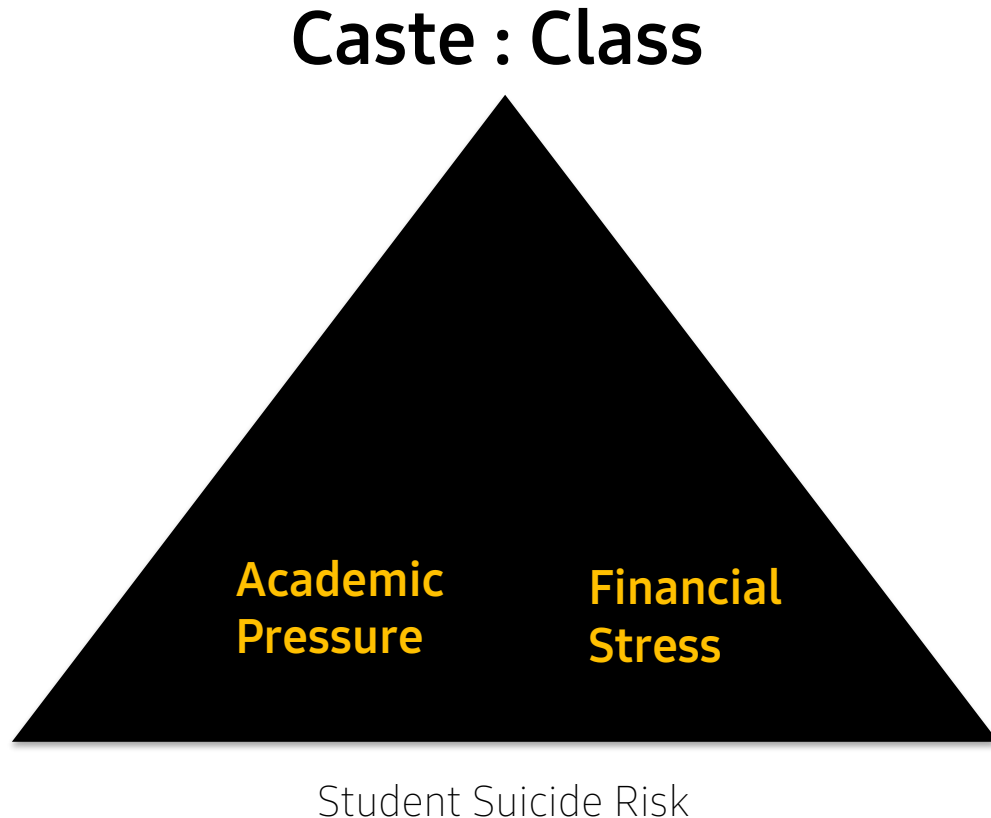 Caste : Class
Academic
Pressure
Financial
Stress
Student Suicide Risk